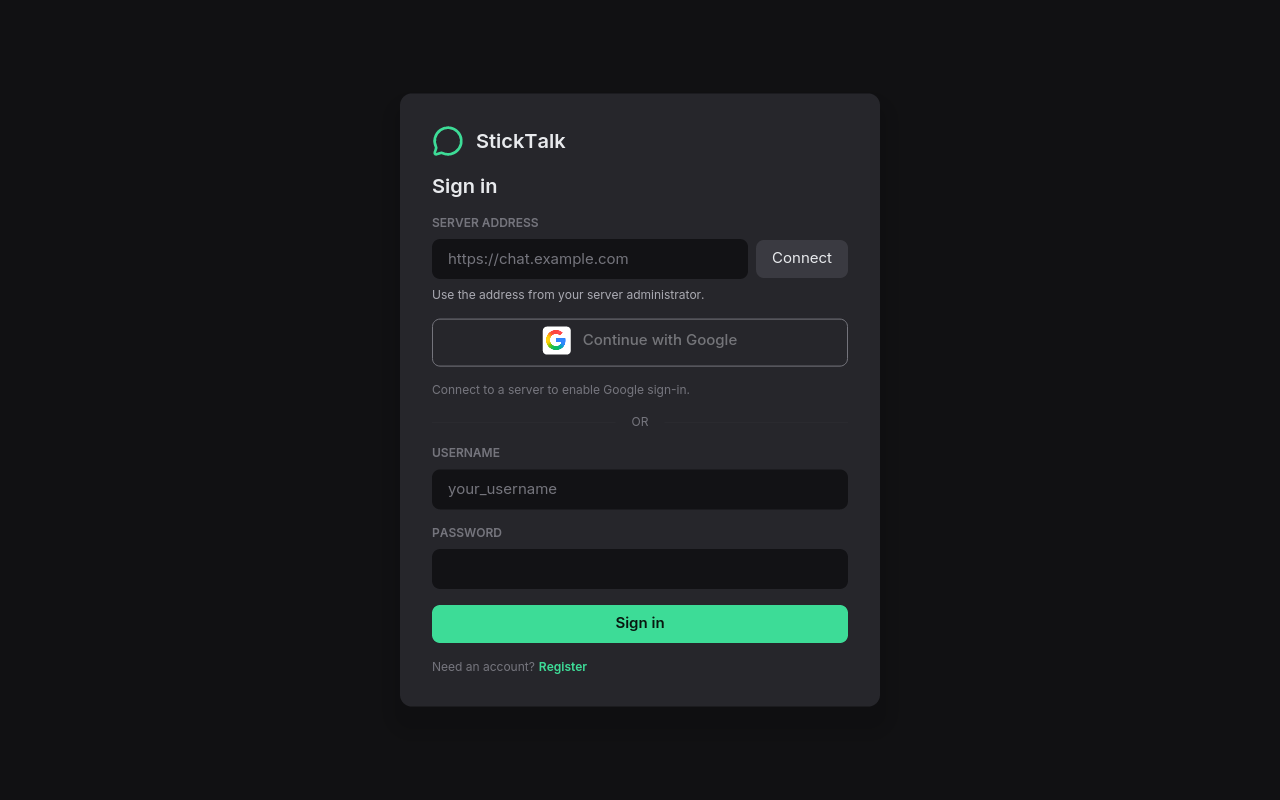 StickTalk
Sign in
SERVER ADDRESS
https://chat.example.com
Connect
Use the address from your server administrator.
Continue with Google
Connect to a server to enable Google sign-in.
OR
USERNAME
your_username
PASSWORD
Sign in
Need an account? Register